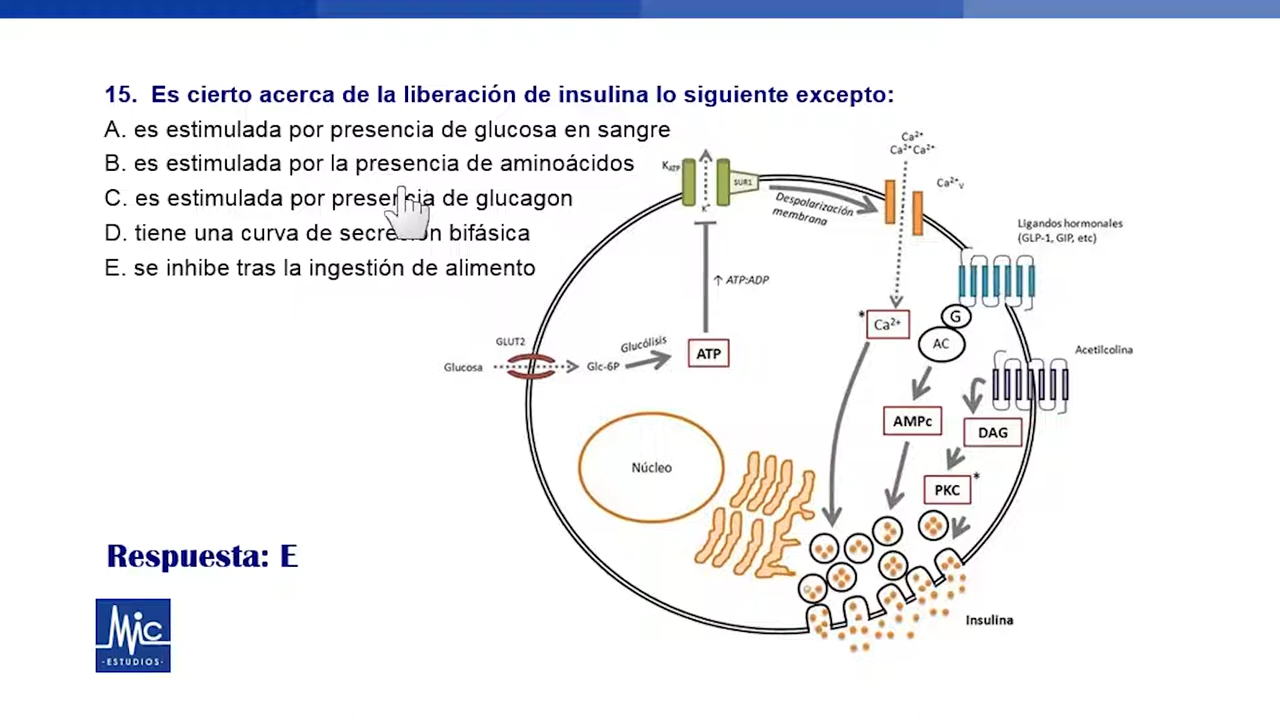 15. Es cierto acerca de la liberación de insulina lo siguiente excepto:
A. es estimulada por presencia de glucosa en sangre
B. es estimulada por la presencia de aminoácidos
C. es estimulada por presencia de glucagon
D. tiene una curva de secreción bifásica
E. se inhibe tras la ingestión de alimento
Ca²⁺
Ca²⁺Ca²⁺
KATP
SUR1
K⁺
Despolarización
membrana
Ca²⁺v
Ligandos hormonales
(GLP-1, GIP, etc)
↑ ATP:ADP
* Ca²⁺
G
AC
GLUT2
Glucosa
Glc-6P
Glucólisis
ATP
Acetilcolina
AMPc
DAG
Núcleo
PKC *
Respuesta: E
Insulina
Mic
·ESTUDIOS·